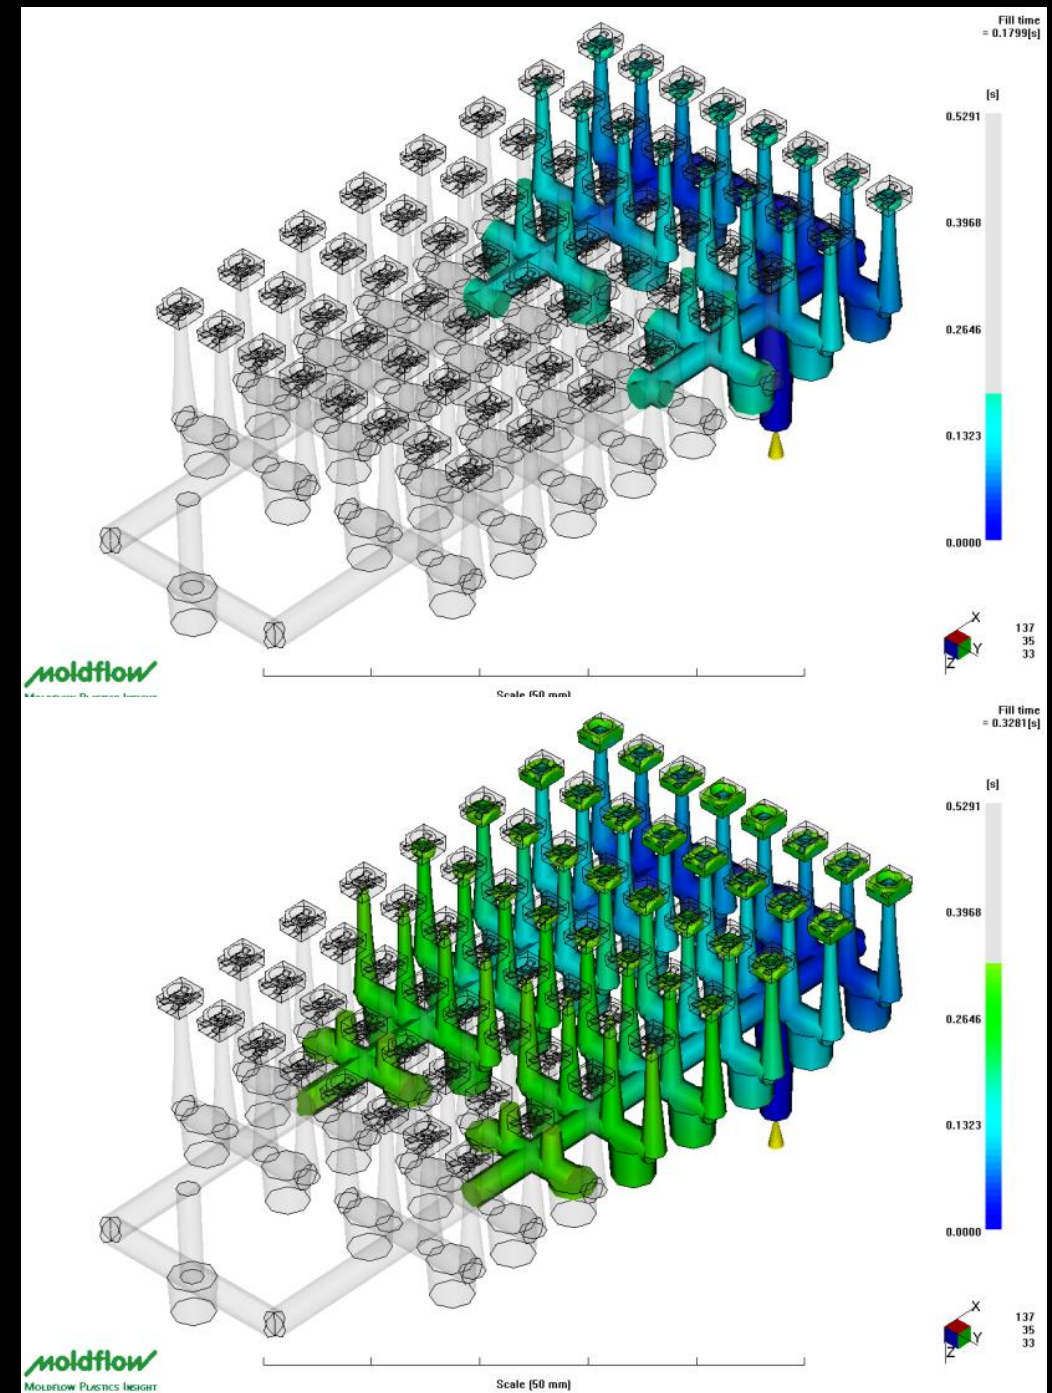 Fill time
= 0.1799[s]
[s]
0.5291
0.3968
0.2646
0.1323
0.0000
X
Y
Z
137
35
33
moldflow
Scale (50 mm)
Fill time
= 0.3281[s]
[s]
0.5291
0.3968
0.2646
0.1323
0.0000
X
Y
Z
137
35
33
moldflow
MOLDFLOW PLASTICS INSIGHT
Scale (50 mm)